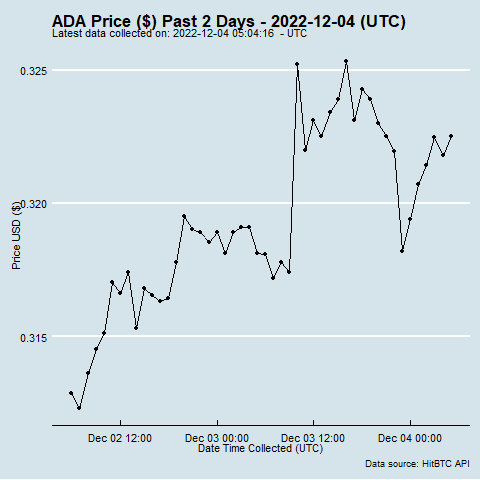 ADA Price ($) Past 2 Days - 2022-12-04 (UTC)
Latest data collected on: 2022-12-04 05:04:16 - UTC
0.325
0.320
0.315
Price USD ($)
Dec 02 12:00
Dec 03 00:00
Dec 03 12:00
Dec 04 00:00
Date Time Collected (UTC)
Data source: HitBTC API